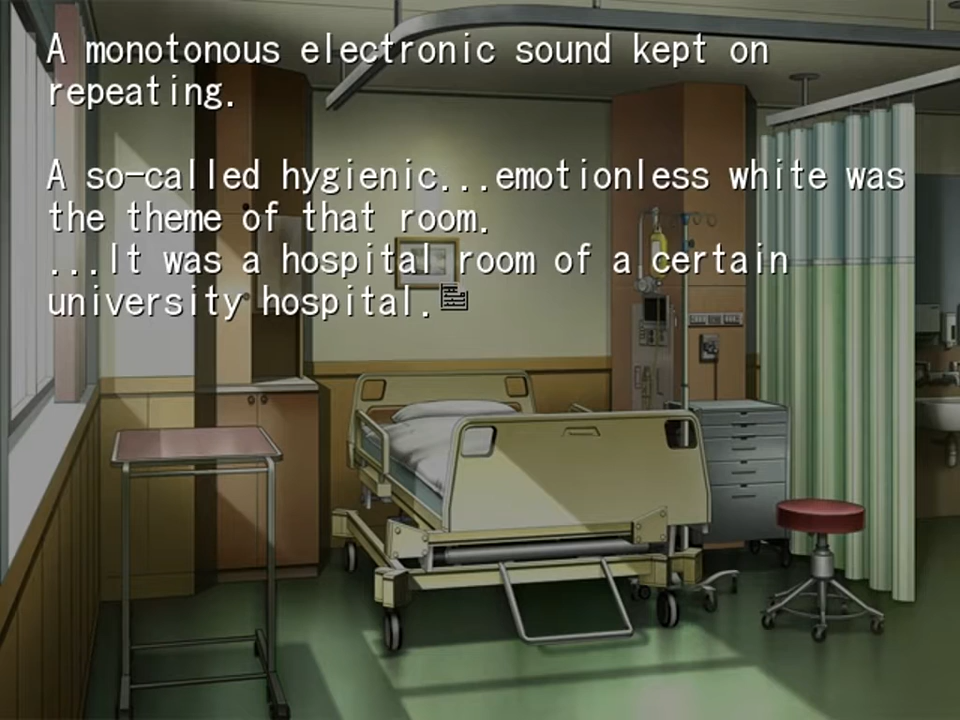 A monotonous electronic sound kept on
repeating.
A so-called hygienic...emotionless white was
the theme of that room.
...It was a hospital room of a certain
university hospital.